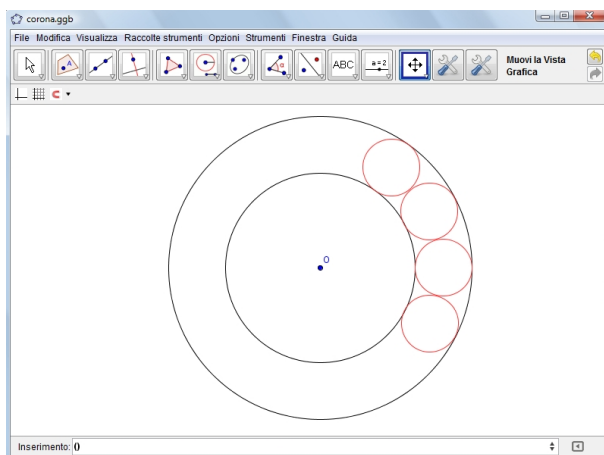 corona.ggb
File Modifica Visualizza Raccolte strumenti Opzioni Strumenti Finestra Guida
A α ABC a=2 Muovi la Vista
Grafica
O
Inserimento: 0